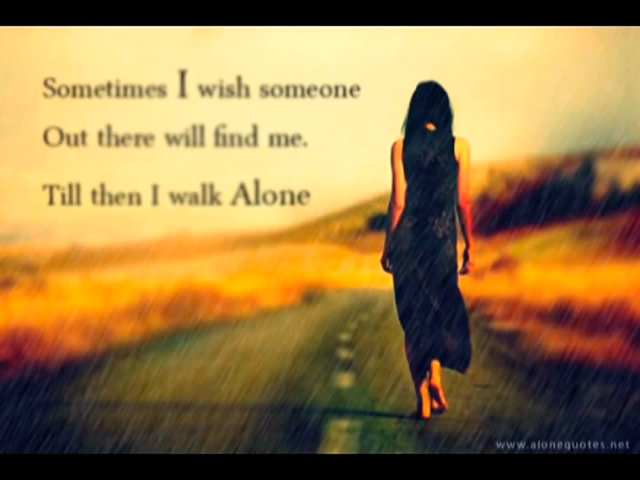 Sometimes I wish someone
Out there will find me.
Till then I walk Alone
www.alonequotes.net